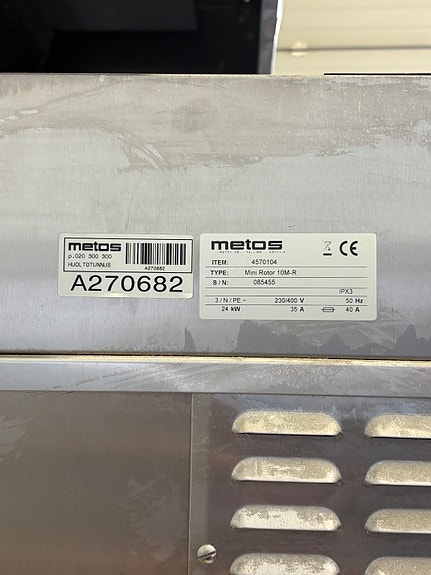 metos
p.020 300 300
HUOLTOTUNNUS
A270682
A270682
metos
ITEM: 4570104
TYPE: Mini Rotor 10M-R
S / N: 085455
IPX3
3 / N / PE ~ 230/400 V 50 Hz
24 kW 35 A 40 A
CE